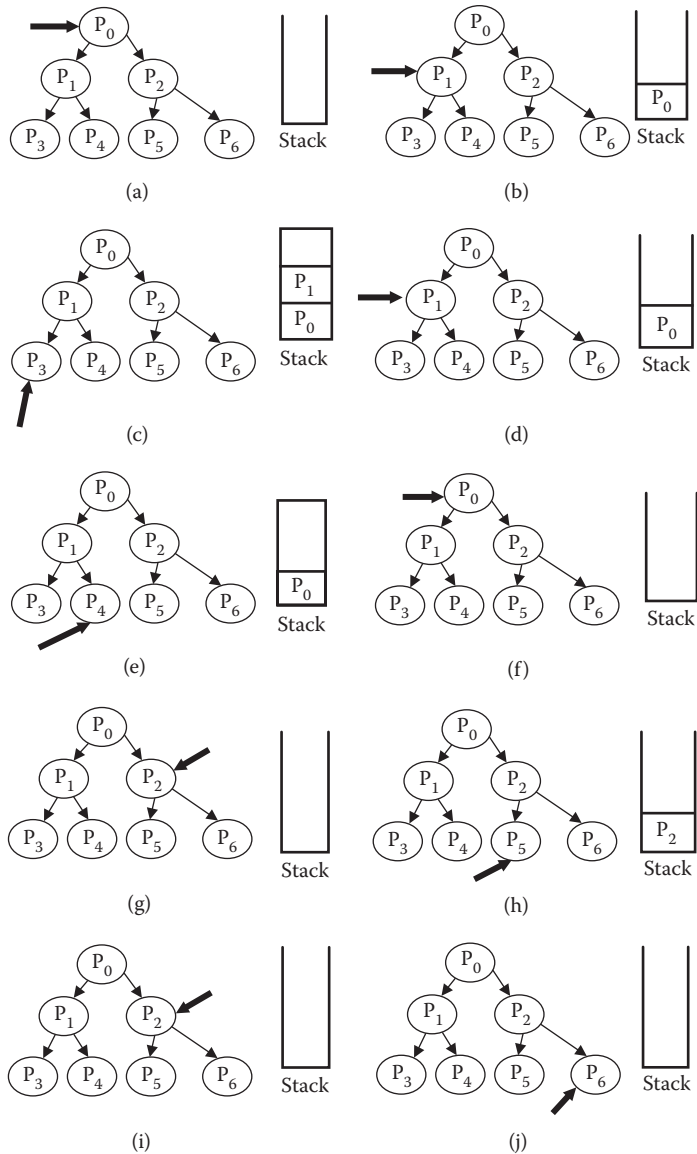 P0
P1 P2
P3 P4 P5 P6
Stack
(a)
P0
P1 P2
P3 P4 P5 P6
P0
Stack
(b)
P0
P1 P2
P3 P4 P5 P6
P1
P0
Stack
(c)
P0
P1 P2
P3 P4 P5 P6
P0
Stack
(d)
P0
P1 P2
P3 P4 P5 P6
P0
Stack
(e)
P0
P1 P2
P3 P4 P5 P6
Stack
(f)
P0
P1 P2
P3 P4 P5 P6
Stack
(g)
P0
P1 P2
P3 P4 P5 P6
P2
Stack
(h)
P0
P1 P2
P3 P4 P5 P6
Stack
(i)
P0
P1 P2
P3 P4 P5 P6
Stack
(j)